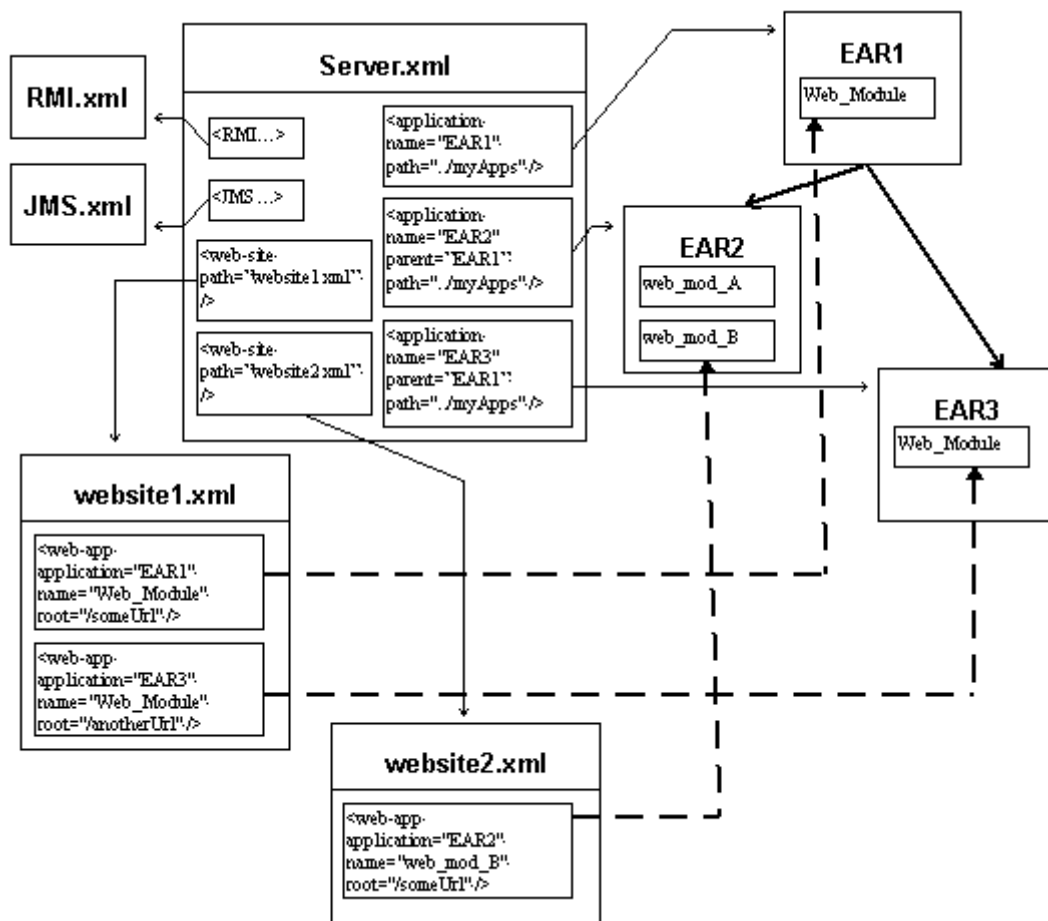 Server.xml
RMI.xml
JMS.xml
<RMI...>
<JMS ...>
<web-site
path="website1.xml"
/>
<web-site
path="website2.xml"
/>
<application
name="EAR1"
path="../myApps"/>
<application
name="EAR2"
parent="EAR1"
path="../myApps"/>
<application
name="EAR3"
parent="EAR1"
path="../myApps"/>
EAR1
Web_Module
EAR2
web_mod_A
web_mod_B
EAR3
Web_Module
website1.xml
<web-app
application="EAR1"
name="Web_Module"
root="/someUrl"/>
<web-app
application="EAR3"
name="Web_Module"
root="/anotherUrl"/>
website2.xml
<web-app
application="EAR2"
name="web_mod_B"
root="/someUrl"/>